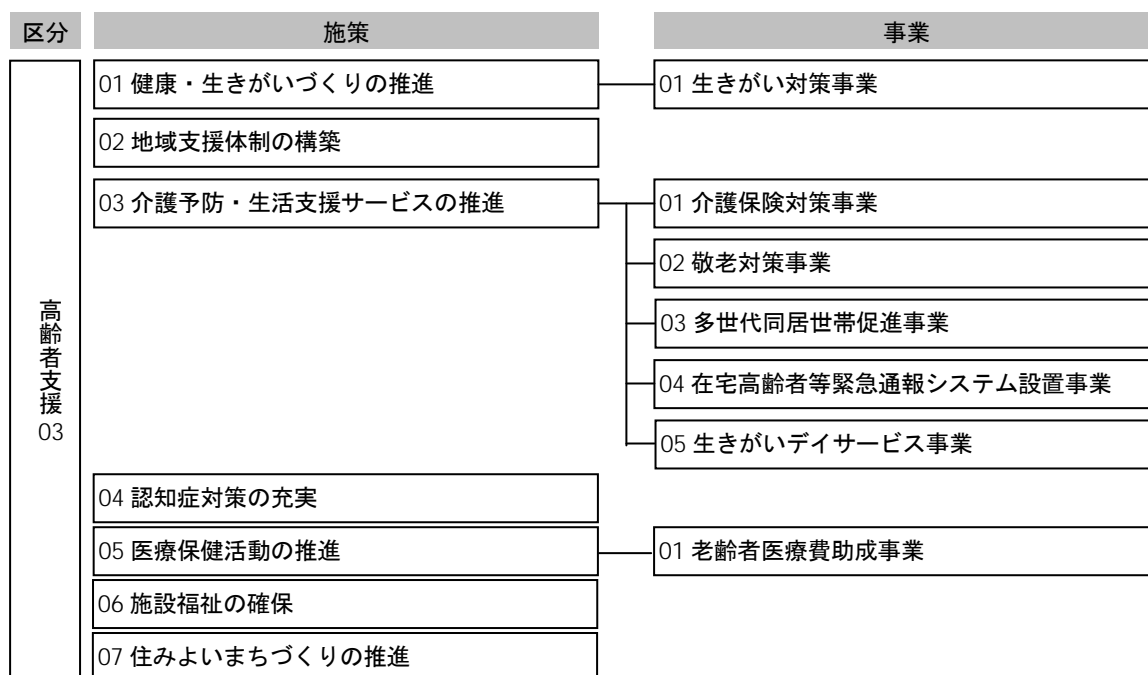 区分 施策 事業
01 健康・生きがいづくりの推進 01 生きがい対策事業
02 地域支援体制の構築
03 介護予防・生活支援サービスの推進 01 介護保険対策事業
02 敬老対策事業
03 多世代同居世帯促進事業
04 在宅高齢者等緊急通報システム設置事業
05 生きがいデイサービス事業
高齢者支援
03
04 認知症対策の充実
05 医療保健活動の推進 01 老齢者医療費助成事業
06 施設福祉の確保
07 住みよいまちづくりの推進